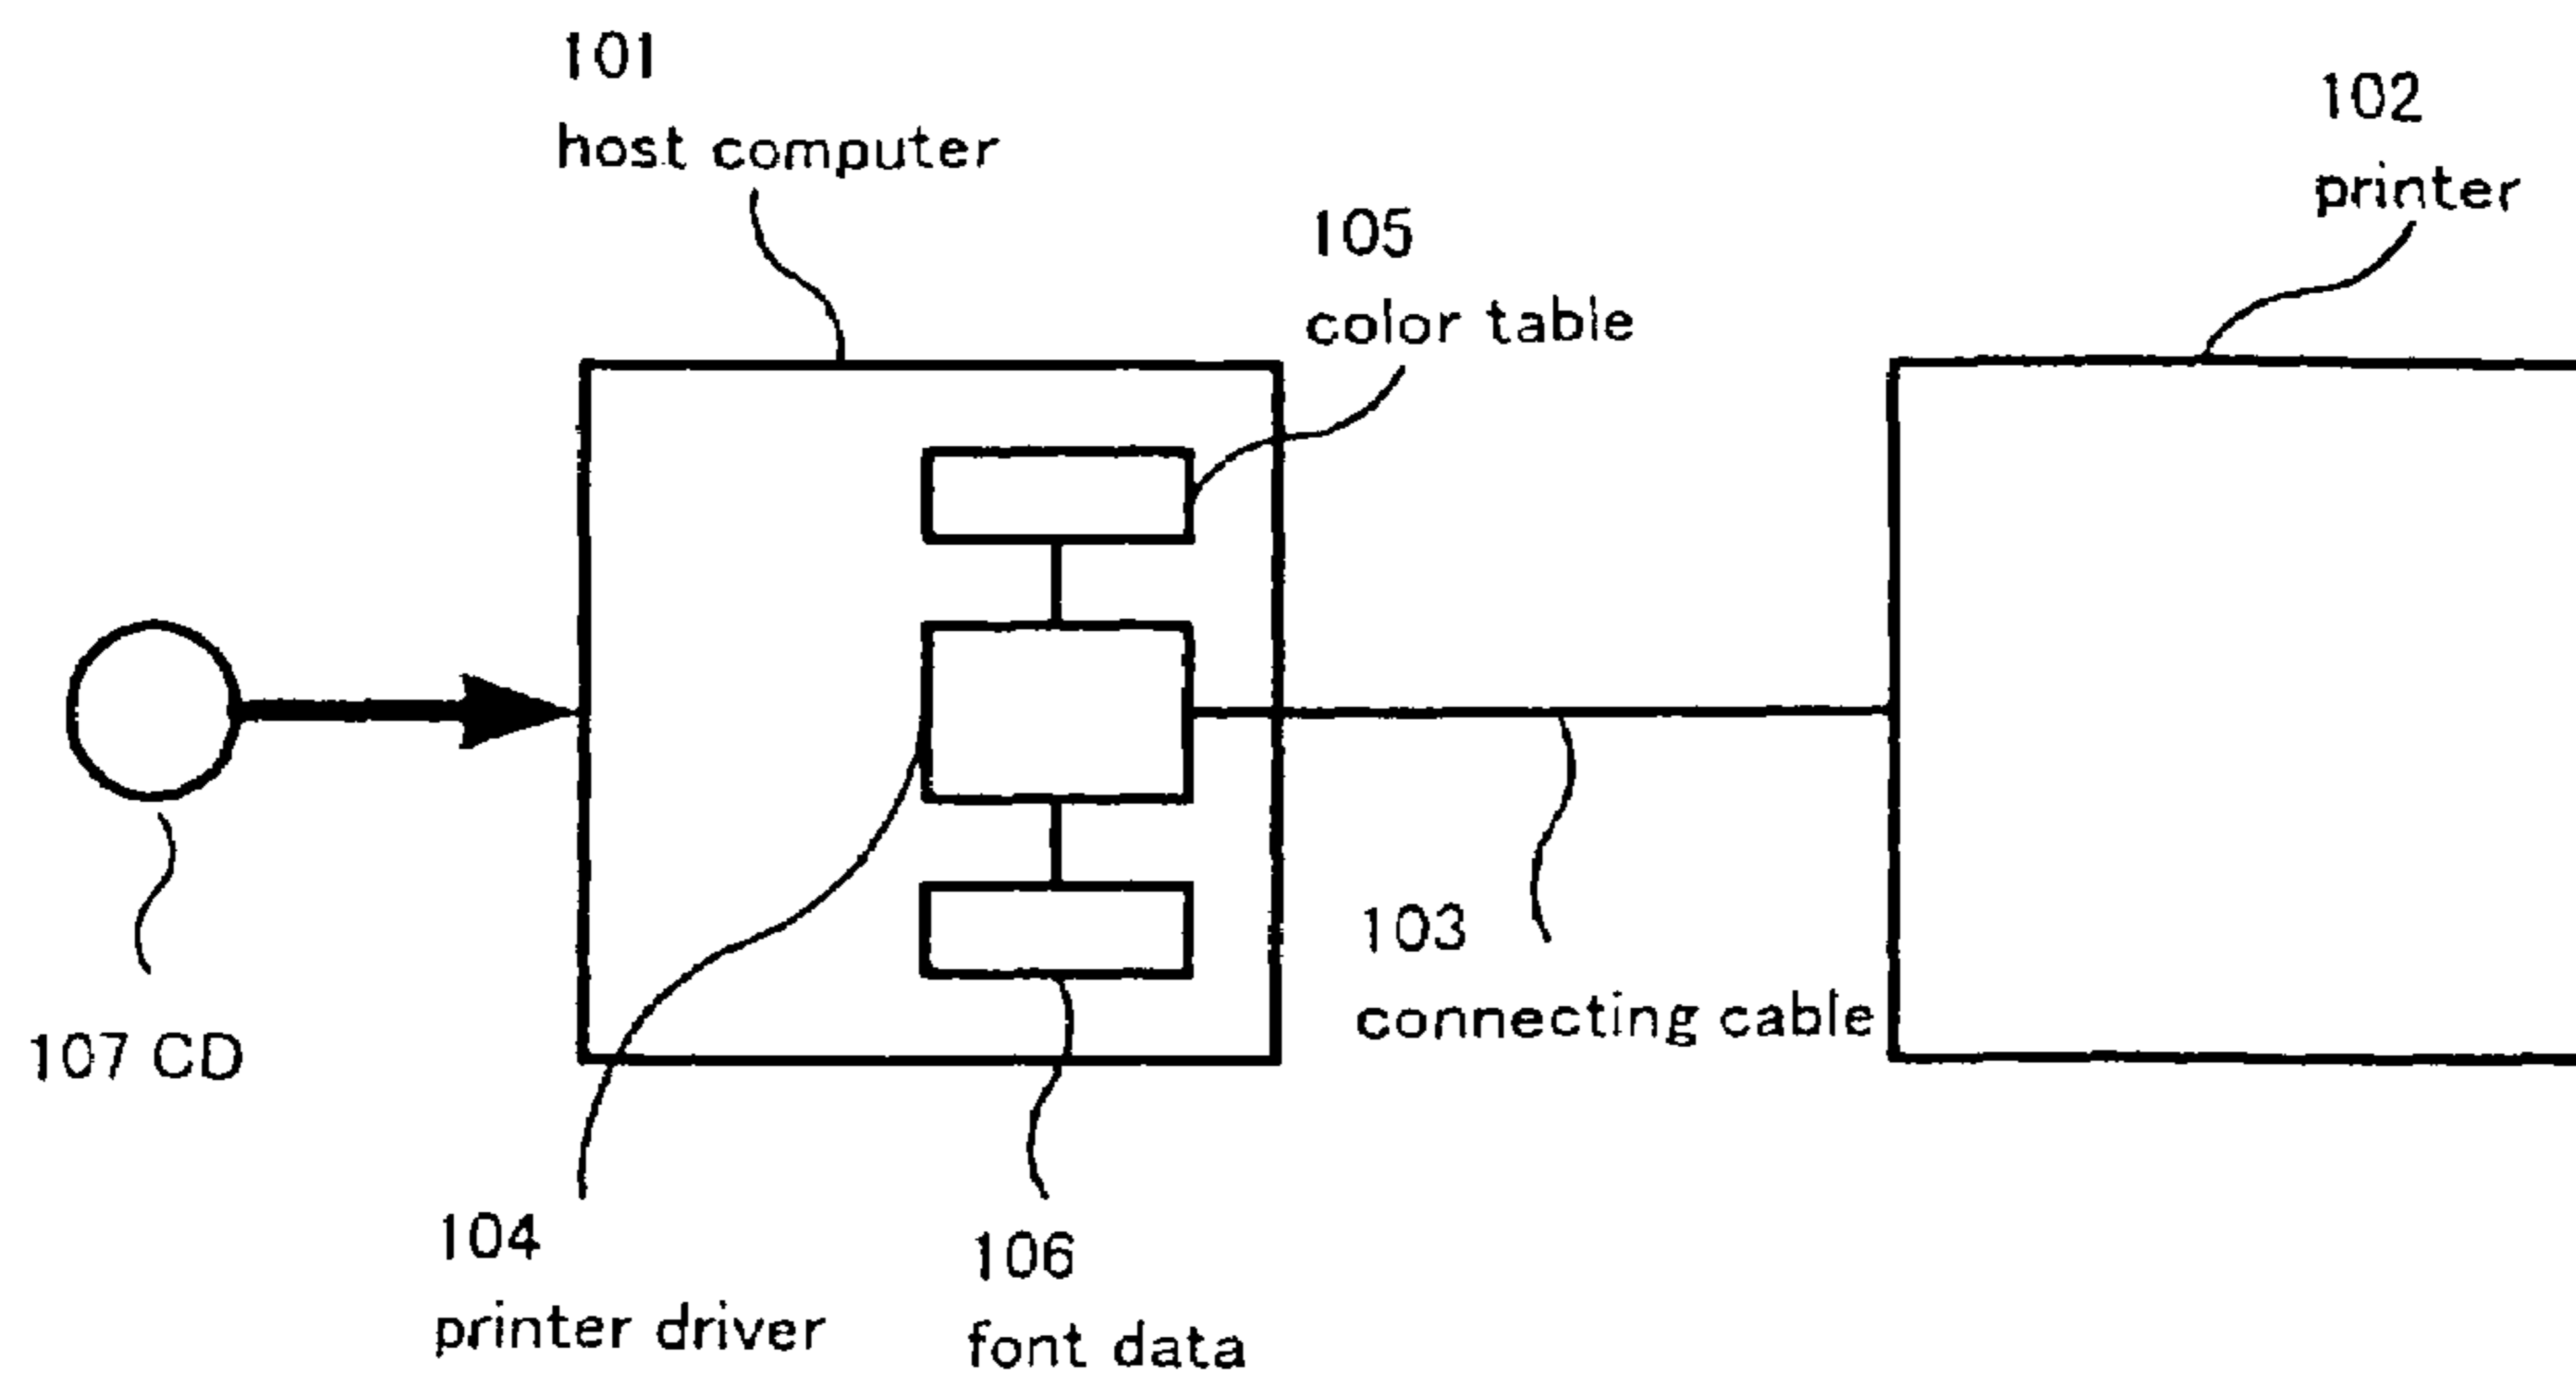 101
host computer
102
printer
105
color table
103
connecting cable
107 CD
104
printer driver
106
font data